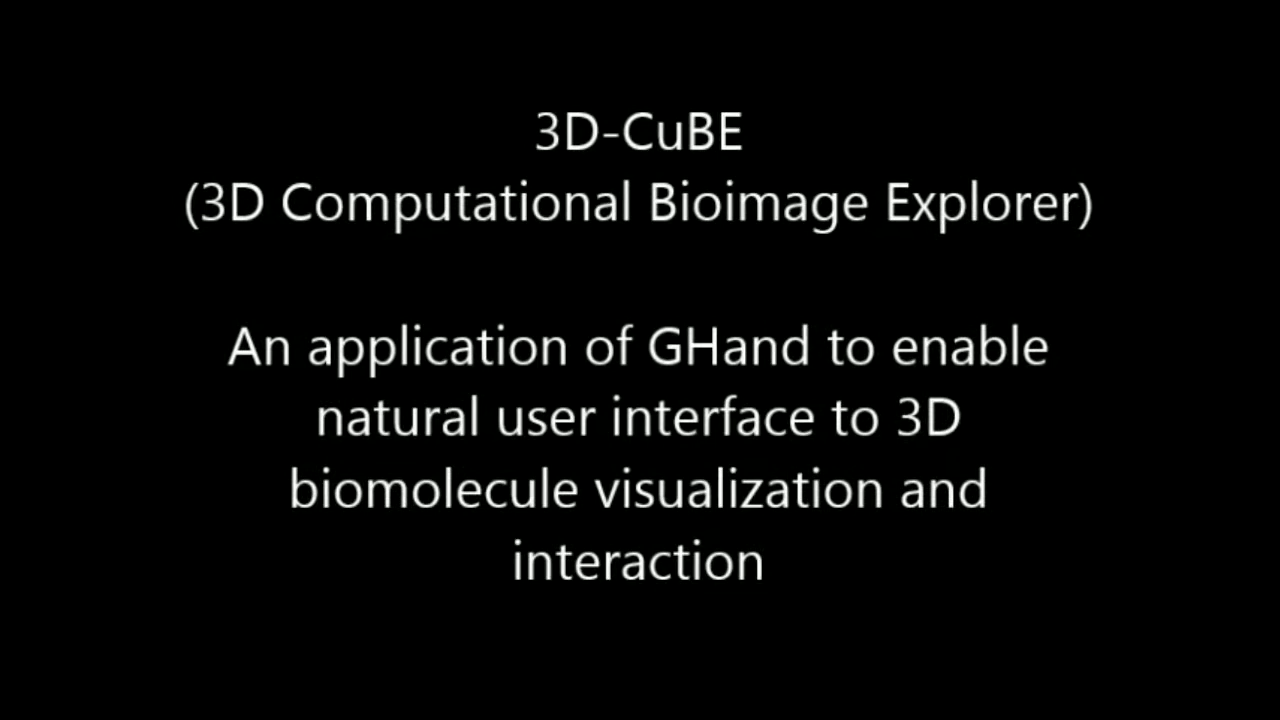 3D-CuBE
(3D Computational Bioimage Explorer)
An application of GHand to enable
natural user interface to 3D
biomolecule visualization and
interaction